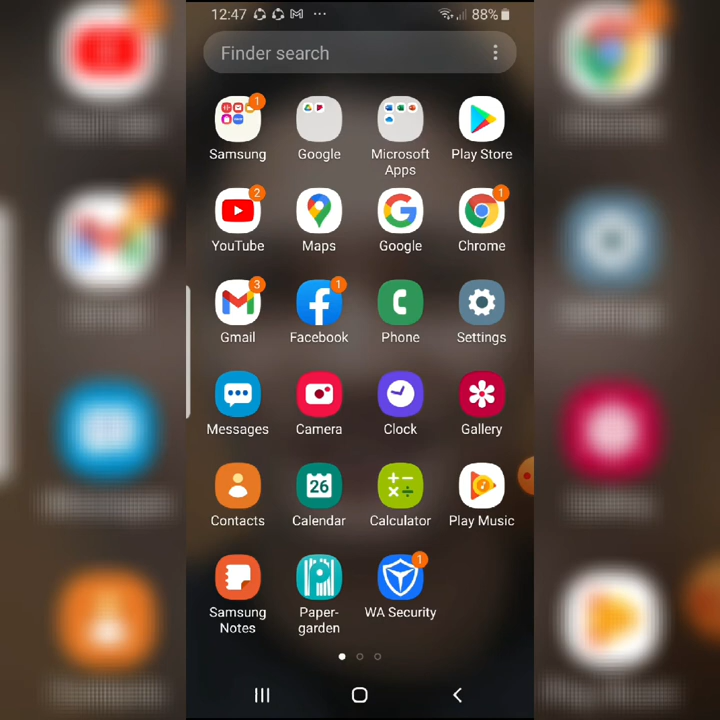 12:47 88%
Finder search
1
Samsung Google Microsoft Apps Play Store
2 1
YouTube Maps Google Chrome
3 1
Gmail Facebook Phone Settings
Messages Camera Clock Gallery
26
Contacts Calendar Calculator Play Music
1
Samsung Notes Paper-garden WA Security